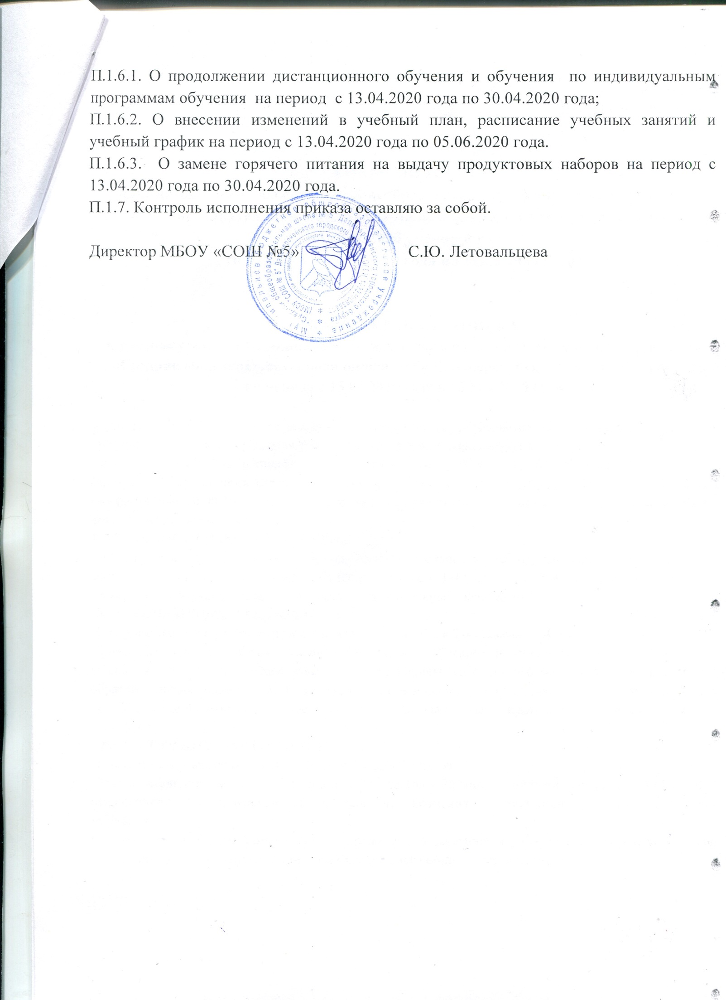 П.1.6.1. О продолжении дистанционного обучения и обучения по индивидуальным
программам обучения на период с 13.04.2020 года по 30.04.2020 года;
П.1.6.2. О внесении изменений в учебный план, расписание учебных занятий и
учебный график на период с 13.04.2020 года по 05.06.2020 года.
П.1.6.3. О замене горячего питания на выдачу продуктовых наборов на период с
13.04.2020 года по 30.04.2020 года.
П.1.7. Контроль исполнения приказа оставляю за собой.
Директор МБОУ «СОШ №5» С.Ю. Летовальцева
бюджетное общеобразовательное учреждение *
общеобразовательная школа № 5" Дальнереченского городского округа *
(МБОУ "СОШ № 5" Дальнереченского городского